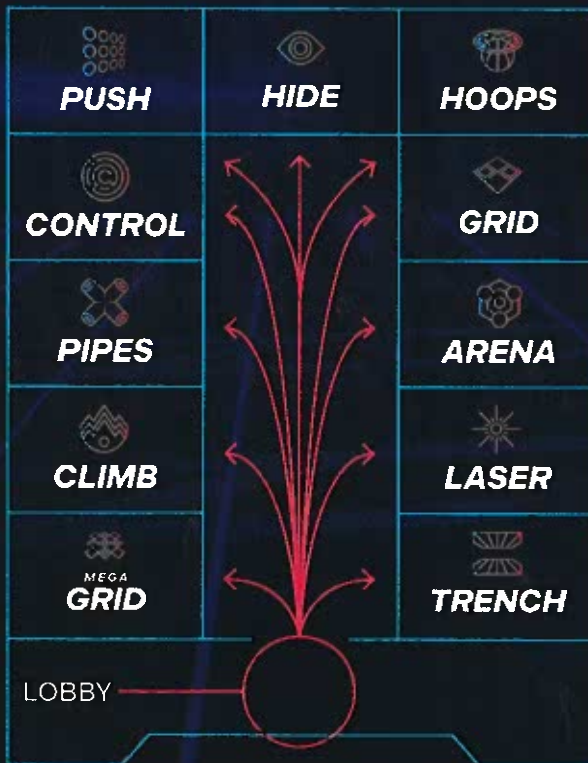 PUSH
HIDE
HOOPS
CONTROL
GRID
PIPES
ARENA
CLIMB
LASER
MEGA
GRID
TRENCH
LOBBY